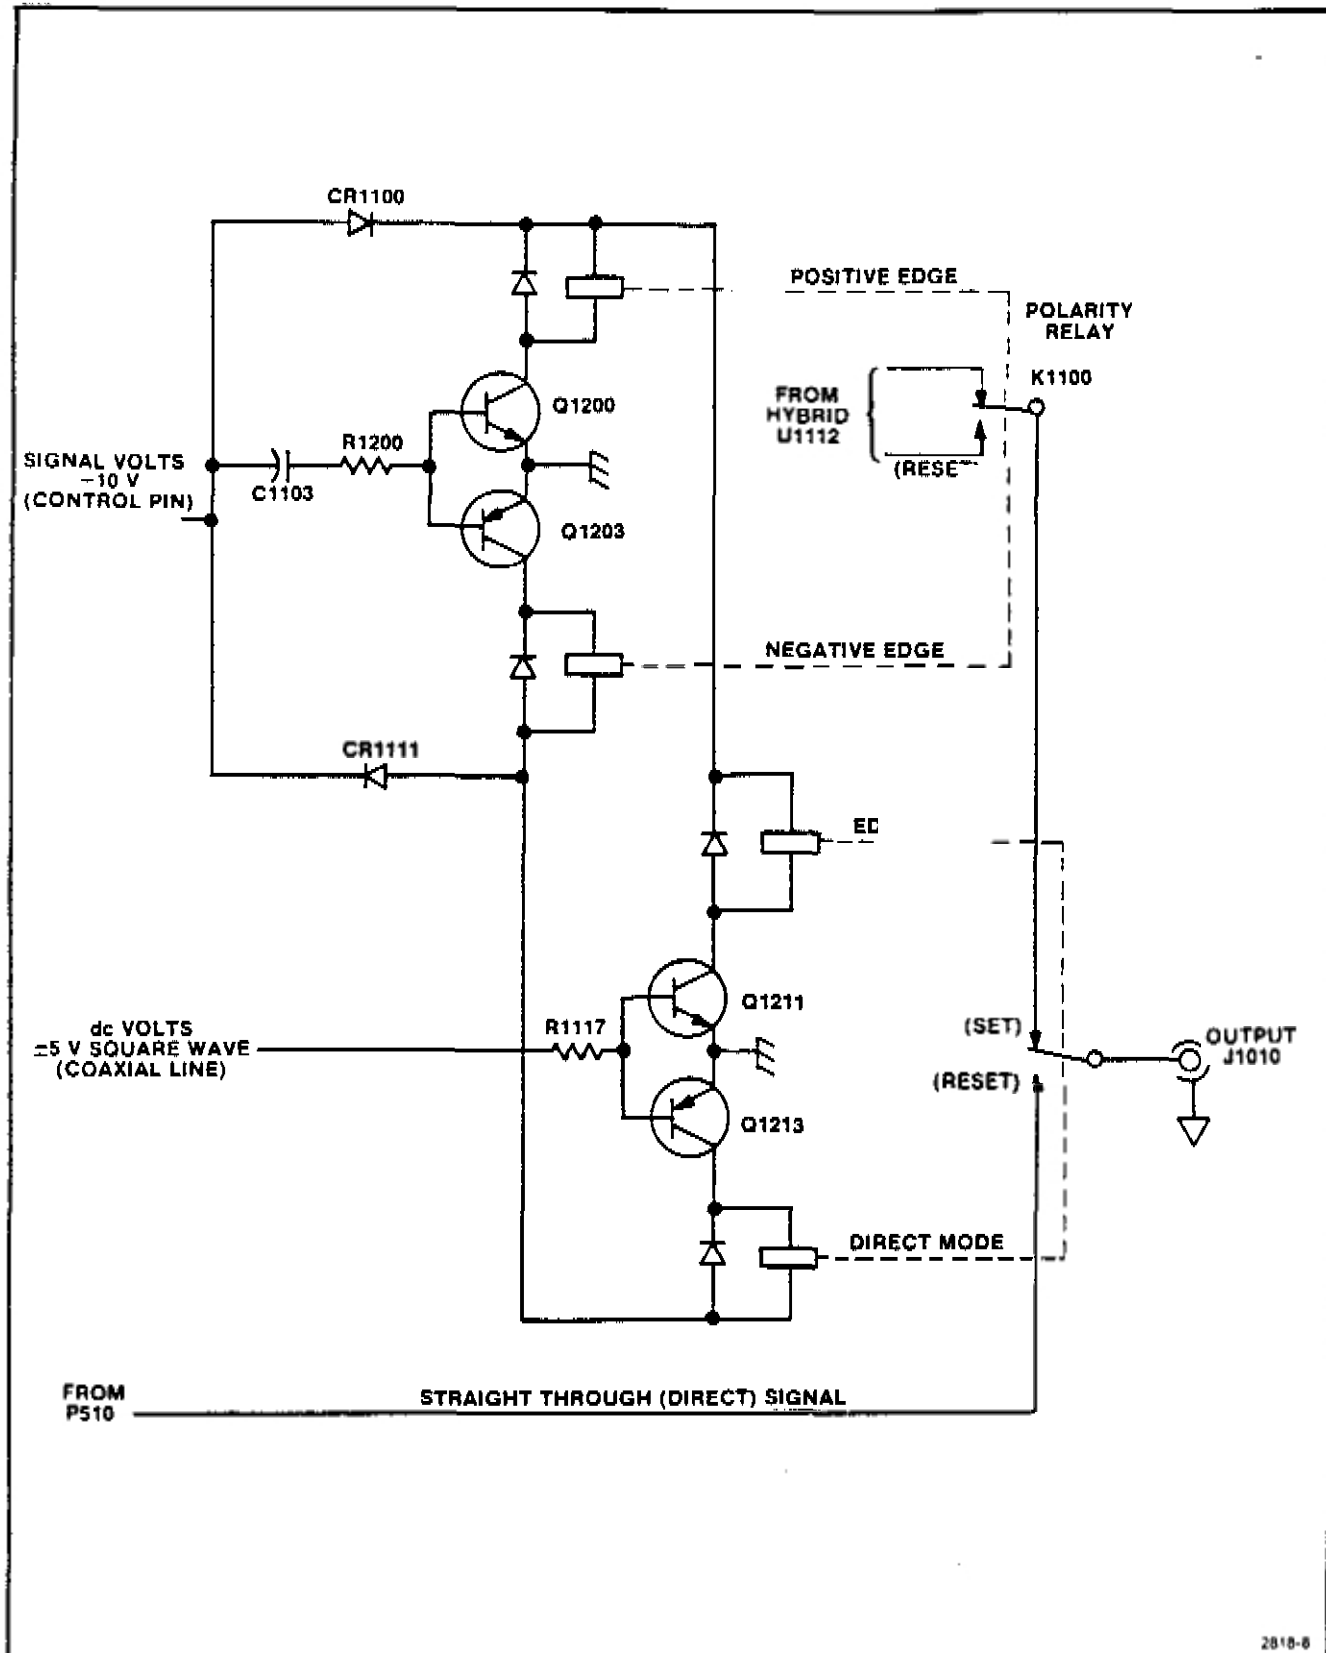 CR1100
POSITIVE EDGE
POLARITY
RELAY
K1100
FROM
HYBRID
U1112
(RESE
Q1200
R1200
C1103
SIGNAL VOLTS
−10 V
(CONTROL PIN)
Q1203
NEGATIVE EDGE
CR1111
ED
Q1211
R1117
dc VOLTS
±5 V SQUARE WAVE
(COAXIAL LINE)
(SET)
OUTPUT
J1010
(RESET)
Q1213
DIRECT MODE
FROM
P510
STRAIGHT THROUGH (DIRECT) SIGNAL
2818-8